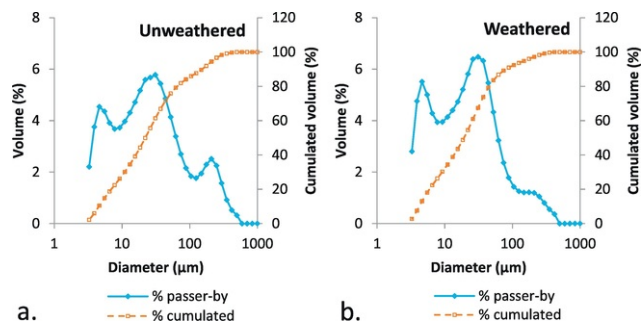 Unweathered
8
6
4
2
0
Volume (%)
120
100
80
60
40
20
0
Cumulated volume (%)
1 10 100 1000
Diameter (μm)
% passer-by
% cumulated
a.
Weathered
8
6
4
2
0
Volume (%)
120
100
80
60
40
20
0
Cumulated volume (%)
1 10 100 1000
Diameter (μm)
% passer-by
% cumulated
b.